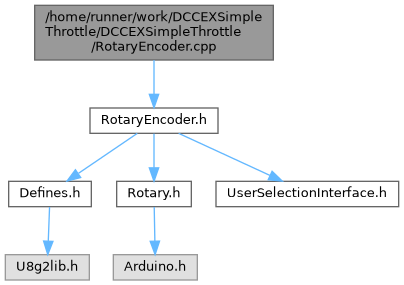 /home/runner/work/DCCEXSimple
Throttle/DCCEXSimpleThrottle
/RotaryEncoder.cpp
RotaryEncoder.h
Defines.h
Rotary.h
UserSelectionInterface.h
U8g2lib.h
Arduino.h